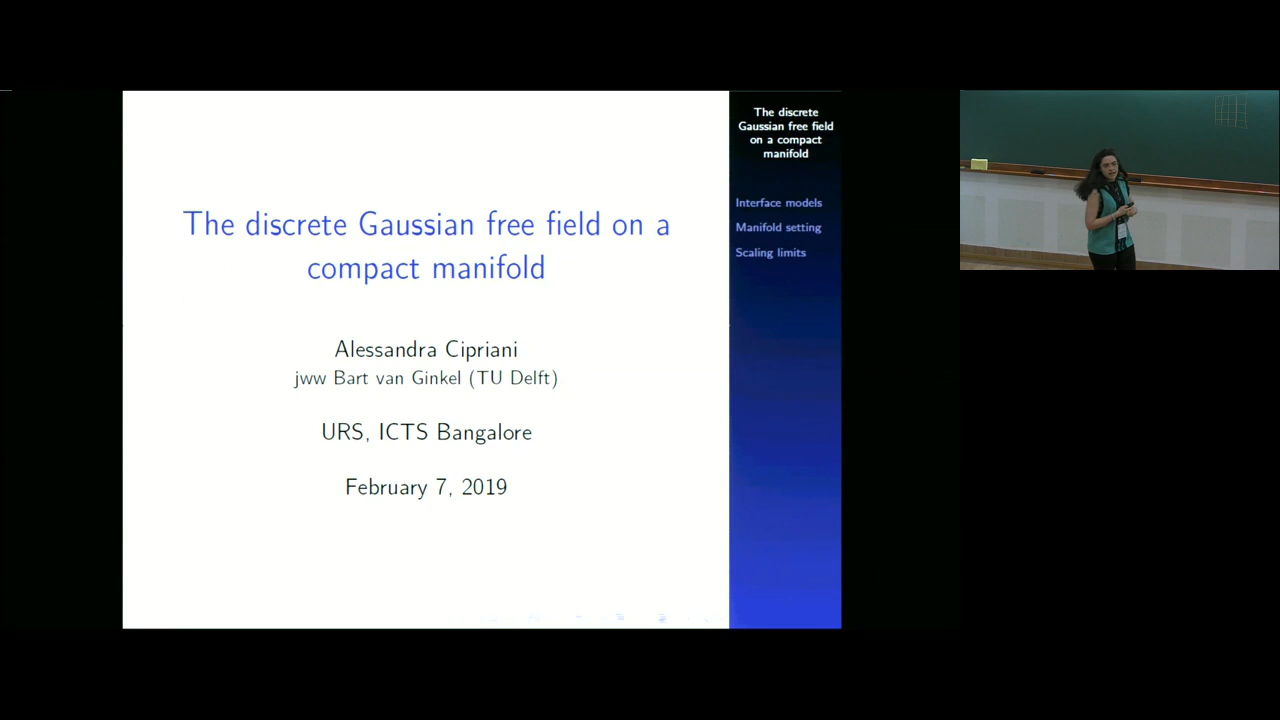 The discrete Gaussian free field on a
compact manifold
Alessandra Cipriani
jww Bart van Ginkel (TU Delft)
URS, ICTS Bangalore
February 7, 2019
The discrete
Gaussian free field
on a compact
manifold
Interface models
Manifold setting
Scaling limits